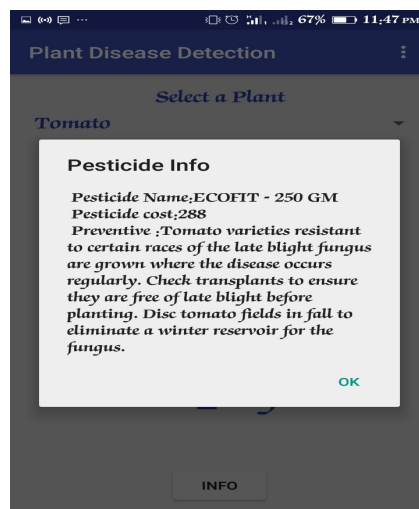 67% 11:47 PM
Plant Disease Detection
Select a Plant
Tomato
Pesticide Info
Pesticide Name;ECOFIT - 250 GM
Pesticide cost;288
Preventive :Tomato varieties resistant
to certain races of the late blight fungus
are grown where the disease occurs
regularly. Check transplants to ensure
they are free of late blight before
planting. Disc tomato fields in fall to
eliminate a winter reservoir for the
fungus.
OK
INFO